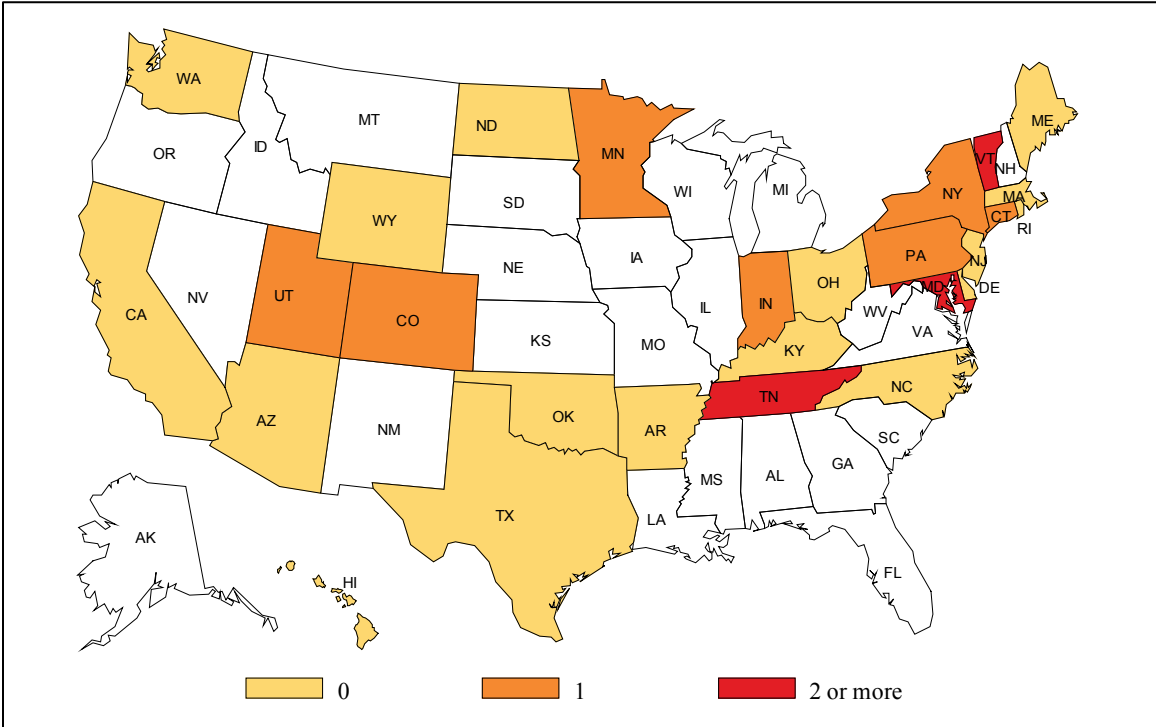 WA
MT
ND
MN
ME
OR
ID
VT
NH
WI
MI
NY
MA
SD
WY
CT
RI
PA
IA
NE
NJ
OH
DE
MD
NV
UT
IN
IL
WV
CA
CO
VA
KS
MO
KY
NC
TN
AZ
OK
NM
AR
SC
GA
MS
AL
TX
LA
AK
FL
HI
0
1
2 or more